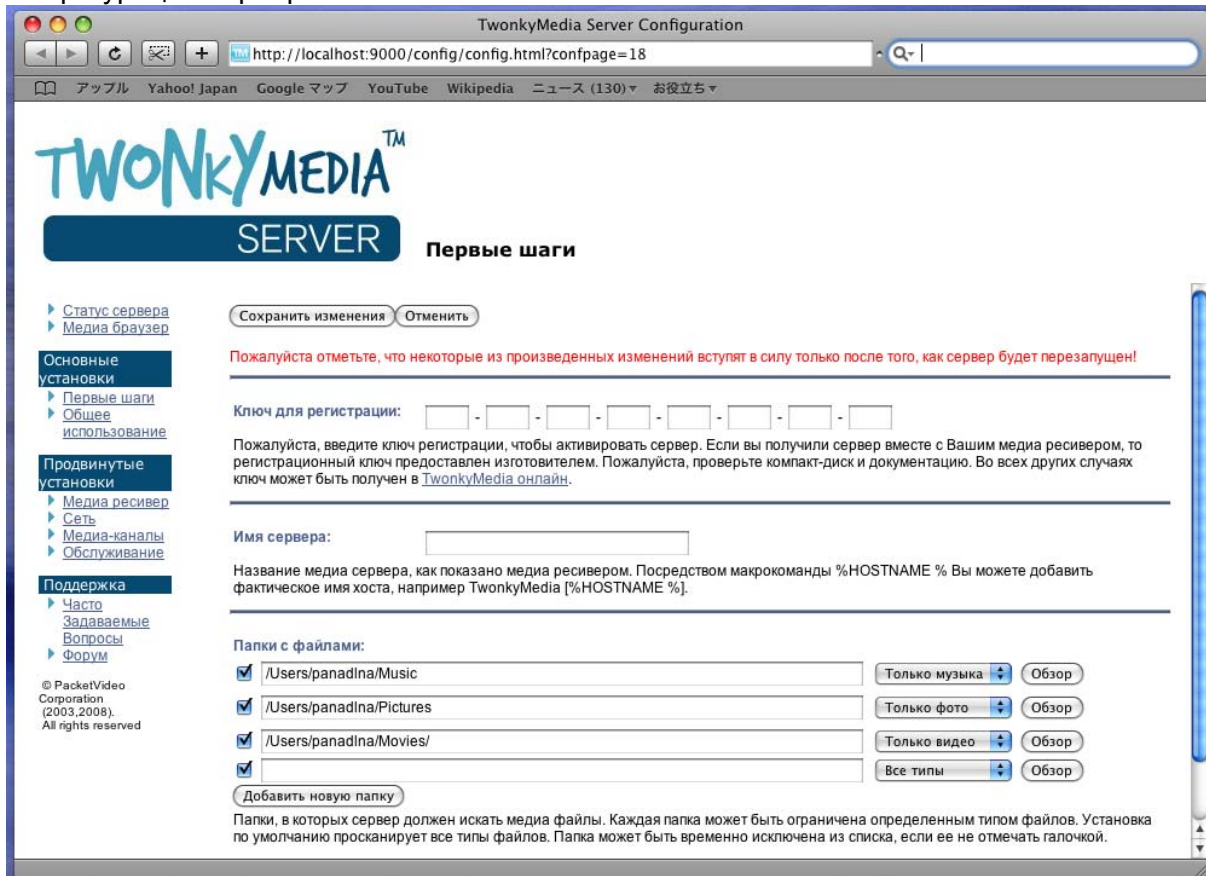 TwonkyMedia Server Configuration
http://localhost:9000/config/config.html?confpage=18
アップル Yahoo! Japan Google マップ YouTube Wikipedia ニュース (130) お役立ち
TWONKYMEDIA™
SERVER
Первые шаги
Статус сервера
Медиа браузер
Основные
установки
Первые шаги
Общее
использование
Продвинутые
установки
Медиа ресивер
Сеть
Медиа-каналы
Обслуживание
Поддержка
Часто
Задаваемые
Вопросы
Форум
© PacketVideo
Corporation
(2003,2008).
All rights reserved
Сохранить изменения Отменить
Пожалуйста отметьте, что некоторые из произведенных изменений вступят в силу только после того, как сервер будет перезапущен!
Ключ для регистрации: - - - - - - -
Пожалуйста, введите ключ регистрации, чтобы активировать сервер. Если вы получили сервер вместе с Вашим медиа ресивером, то
регистрационный ключ предоставлен изготовителем. Пожалуйста, проверьте компакт-диск и документацию. Во всех других случаях
ключ может быть получен в TwonkyMedia онлайн.
Имя сервера:
Название медиа сервера, как показано медиа ресивером. Посредством макрокоманды %HOSTNAME % Вы можете добавить
фактическое имя хоста, например TwonkyMedia [%HOSTNAME %].
Папки с файлами:
/Users/panadlna/Music Только музыка Обзор
/Users/panadlna/Pictures Только фото Обзор
/Users/panadlna/Movies/ Только видео Обзор
Все типы Обзор
Добавить новую папку
Папки, в которых сервер должен искать медиа файлы. Каждая папка может быть ограничена определенным типом файлов. Установка
по умолчанию просканирует все типы файлов. Папка может быть временно исключена из списка, если ее не отмечать галочкой.